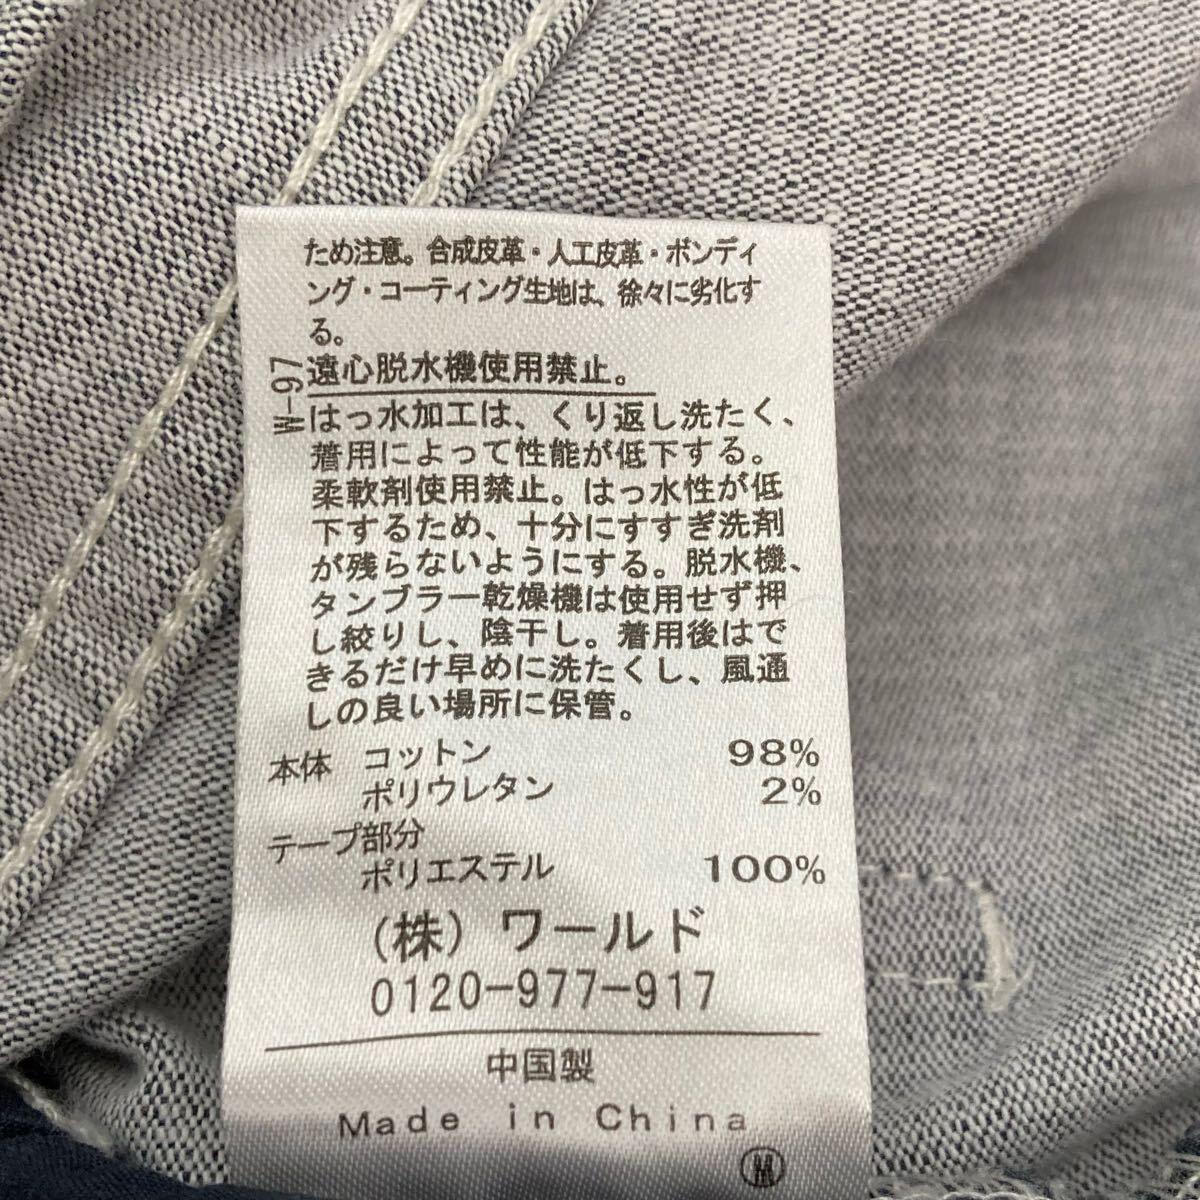 ため注意。合成皮革・人工皮革・ボンディ
ング・コーティング生地は、徐々に劣化す
る。
W-97
遠心脱水機使用禁止。
はっ水加工は、くり返し洗たく、
着用によって性能が低下する。
柔軟剤使用禁止。はっ水性が低
下するため、十分にすすぎ洗剤
が残らないようにする。脱水機、
タンブラー乾燥機は使用せず押
し絞りし、陰干し。着用後はで
きるだけ早めに洗たくし、風通
しの良い場所に保管。
本体 コットン 98%
ポリウレタン 2%
テープ部分
ポリエステル 100%
(株) ワールド
0120-977-917
中国製
Made in China